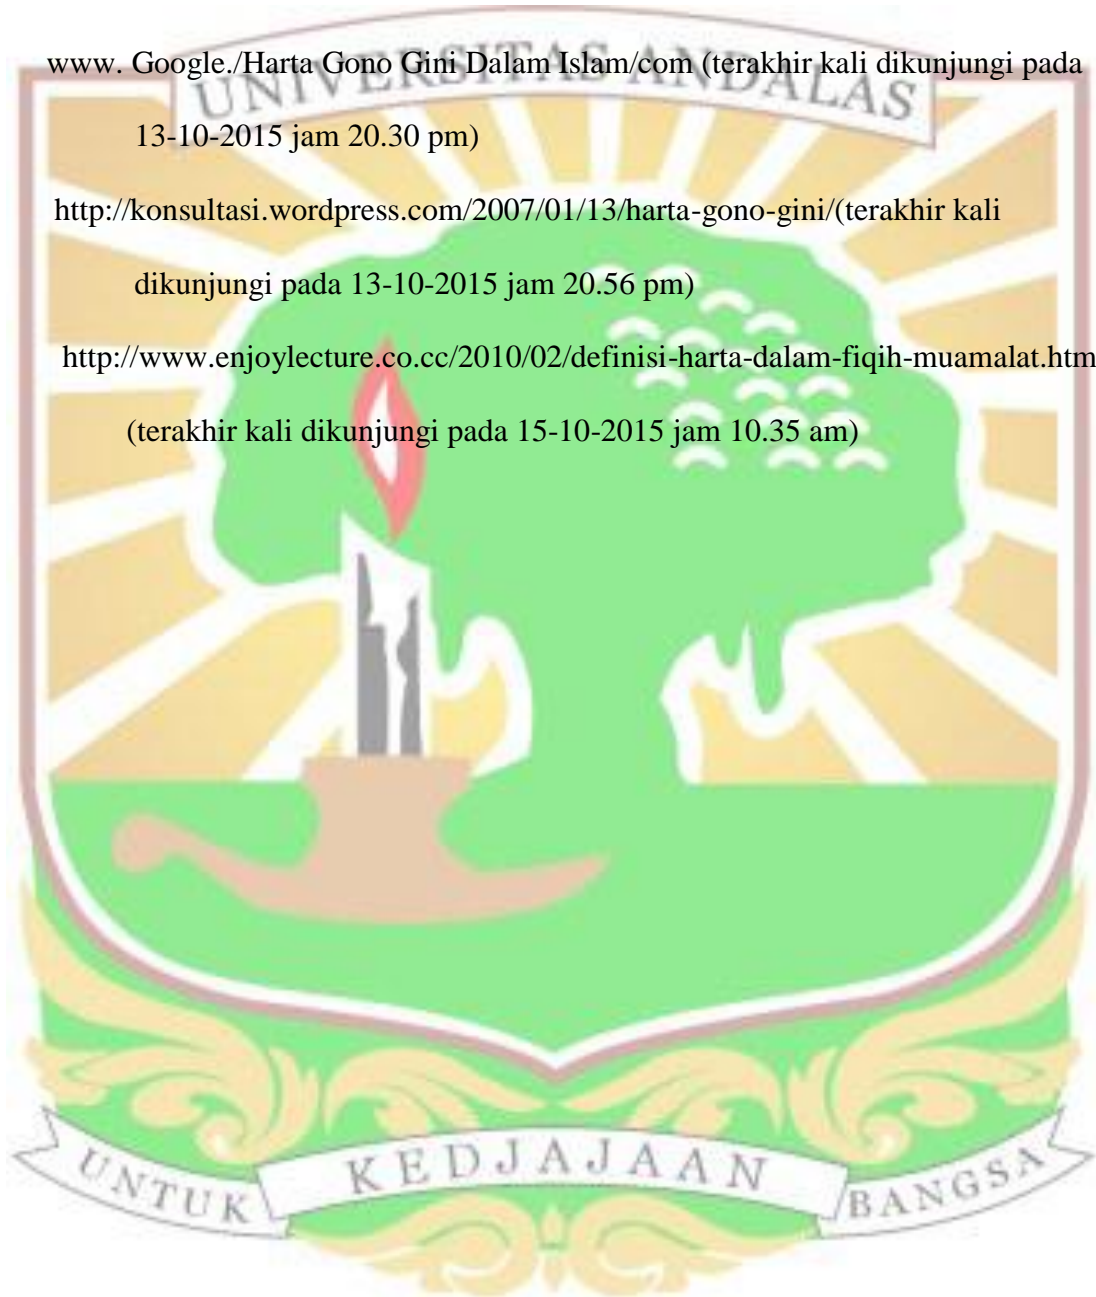 www. Google./Harta Gono Gini Dalam Islam/com (terakhir kali dikunjungi pada
UNIVERSITAS ANDALAS
13-10-2015 jam 20.30 pm)
http://konsultasi.wordpress.com/2007/01/13/harta-gono-gini/(terakhir kali
dikunjungi pada 13-10-2015 jam 20.56 pm)
http://www.enjoylecture.co.cc/2010/02/definisi-harta-dalam-fiqih-muamalat.htm
(terakhir kali dikunjungi pada 15-10-2015 jam 10.35 am)
UNTUK KEDJAJAAN BANGSA